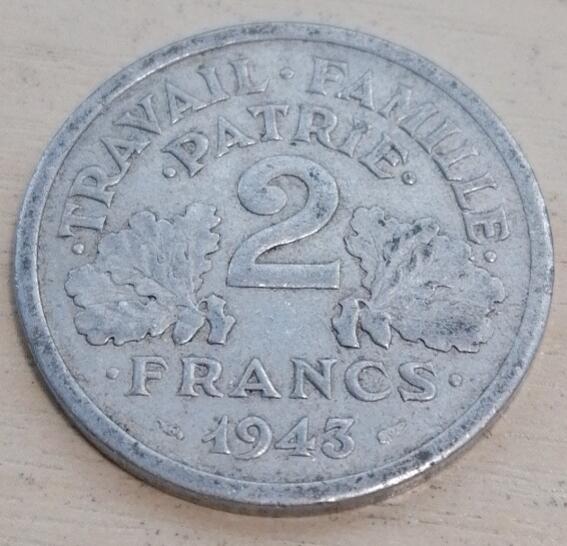 ·TRAVAIL·FAMILLE·
·PATRIE·
2
·FRANCS·
1943